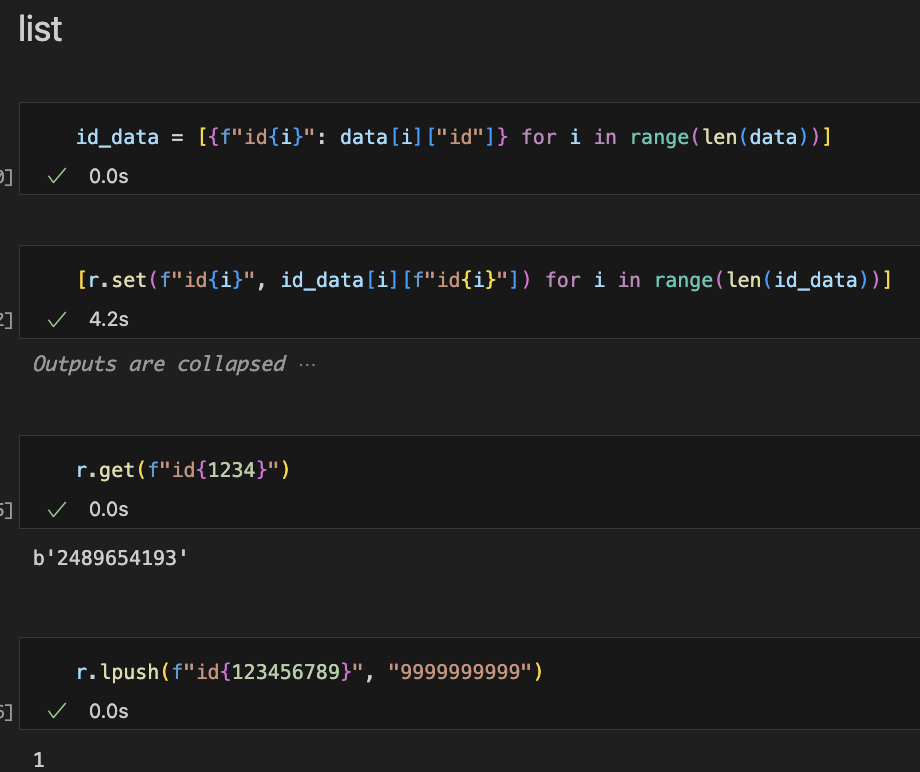 list
id_data = [{f"id{i}": data[i]["id"]} for i in range(len(data))]
0]
0.0s
[r.set(f"id{i}", id_data[i][f"id{i}"]) for i in range(len(id_data))]
2]
4.2s
Outputs are collapsed ...
r.get(f"id{1234}")
5]
0.0s
b'2489654193'
r.lpush(f"id{123456789}", "9999999999")
6]
0.0s
1